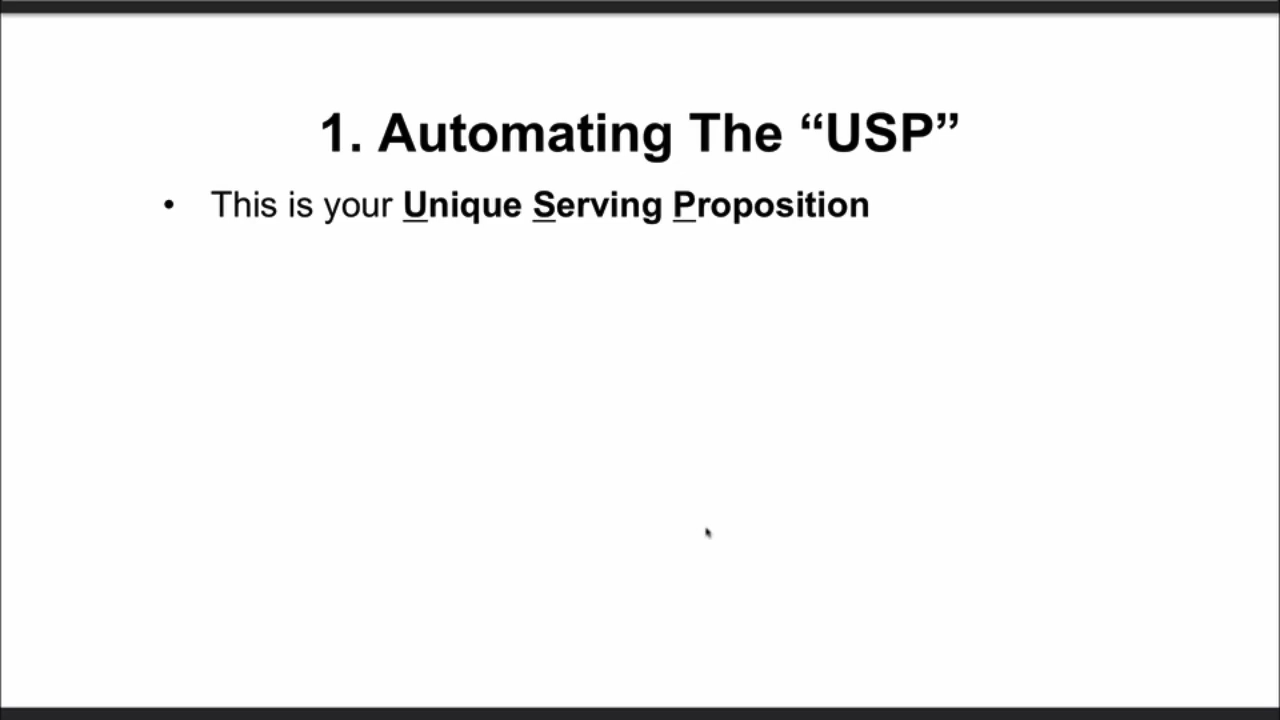 1. Automating The “USP”
• This is your Unique Serving Proposition